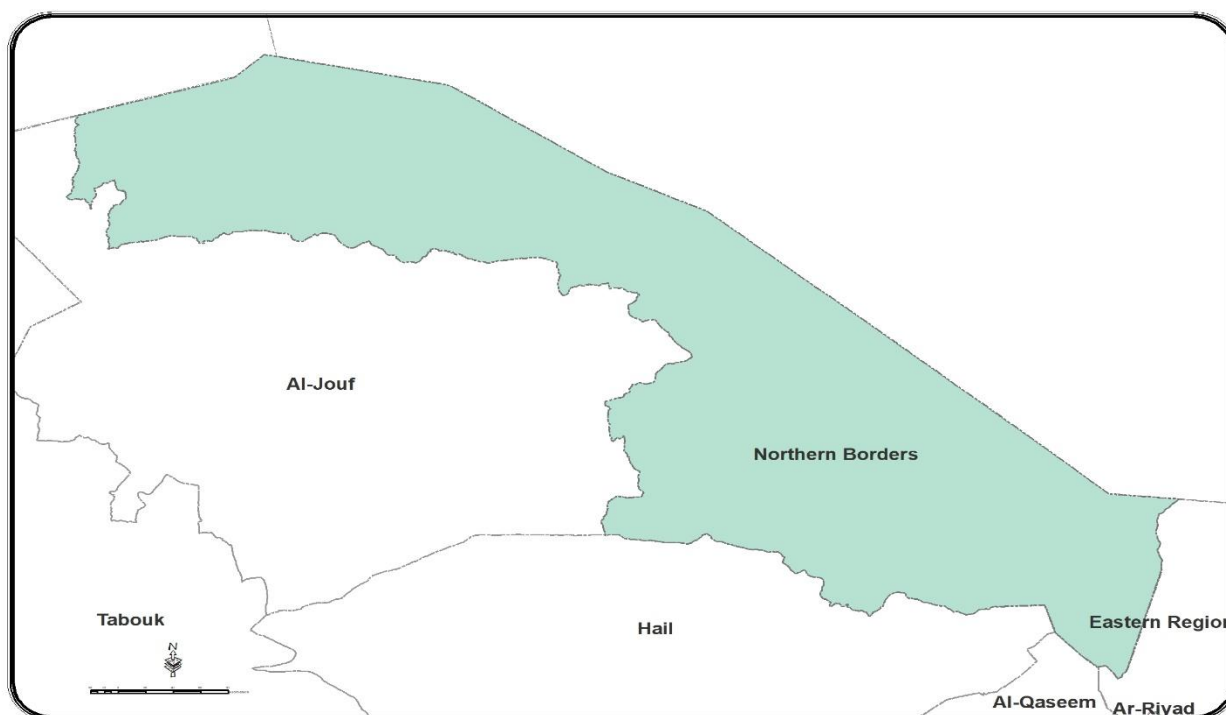 Al-Jouf
Northern Borders
Tabouk
N
Hail
Eastern Region
Al-Qaseem
Ar-Riyad